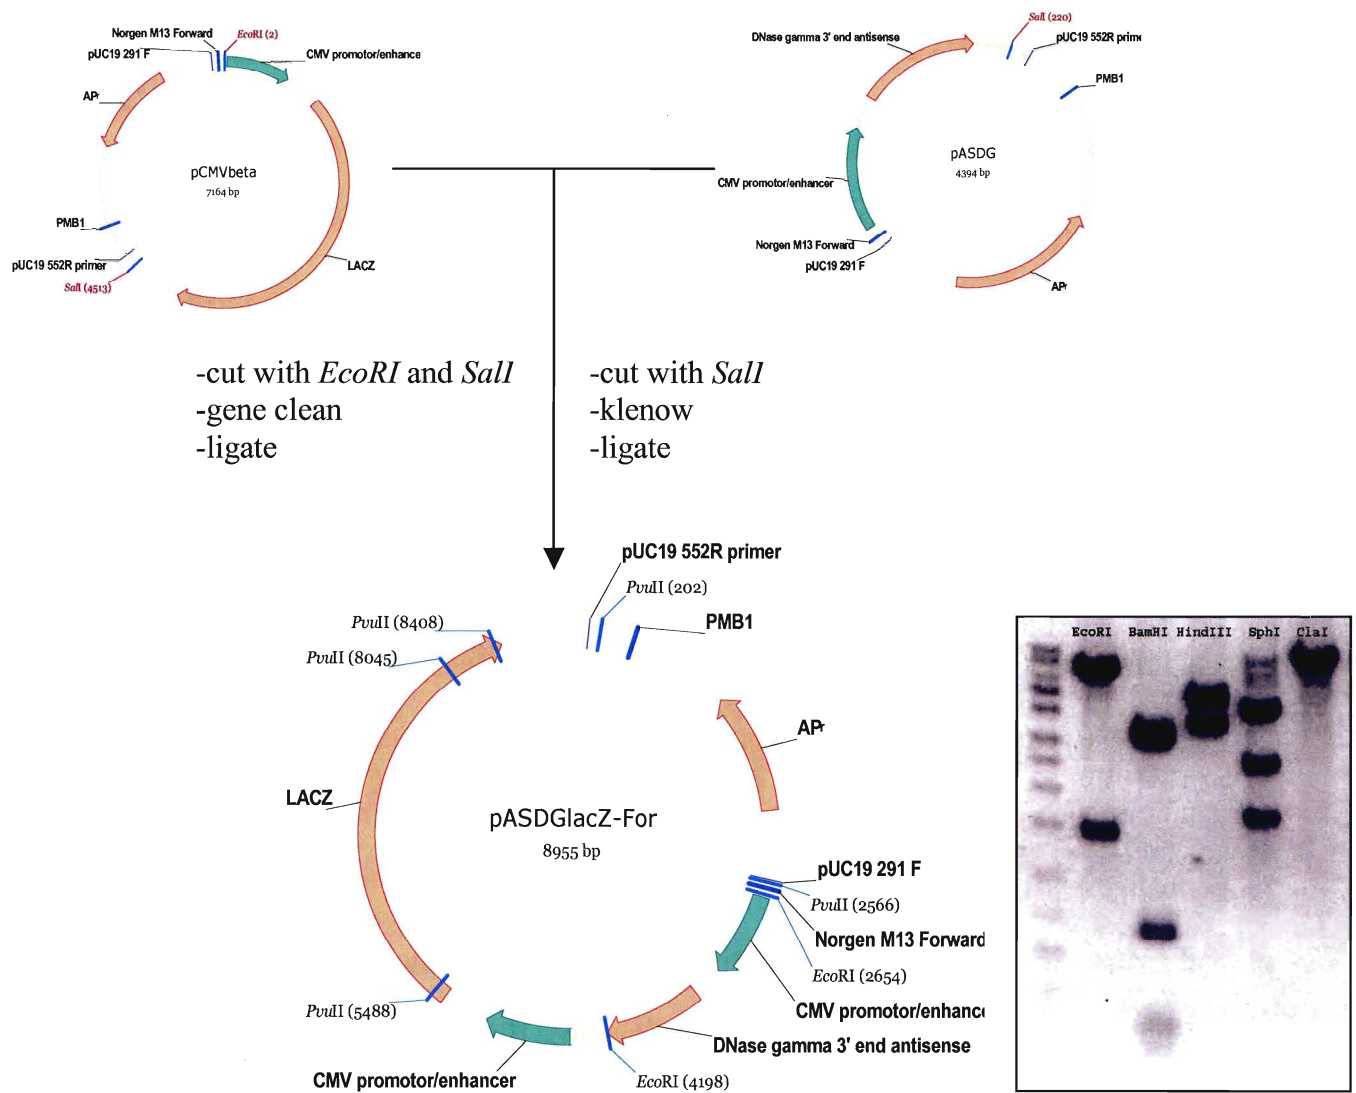 Norgen M13 Forward
EcoRI (2)
pUC19 291 F
CMV promotor/enhance
APr
pCMVbeta
7164 bp
PMB1
pUC19 552R primer
SalI (4513)
LACZ
SalI (220)
DNase gamma 3' end antisense
pUC19 552R prim
PMB1
pASDG
4394 bp
CMV promotor/enhancer
Norgen M13 Forward
pUC19 291 F
APr
-cut with EcoRI and SalI
-gene clean
-ligate
-cut with SalI
-klenow
-ligate
pUC19 552R primer
PvuII (202)
PMB1
PvuII (8408)
PvuII (8045)
APr
LACZ
pASDGlacZ-For
8955 bp
pUC19 291 F
PvuII (2566)
Norgen M13 Forward
EcoRI (2654)
CMV promotor/enhanc
PvuII (5488)
DNase gamma 3' end antisense
CMV promotor/enhancer
EcoRI (4198)
EcoRI BamHI HindIII SphI ClaI